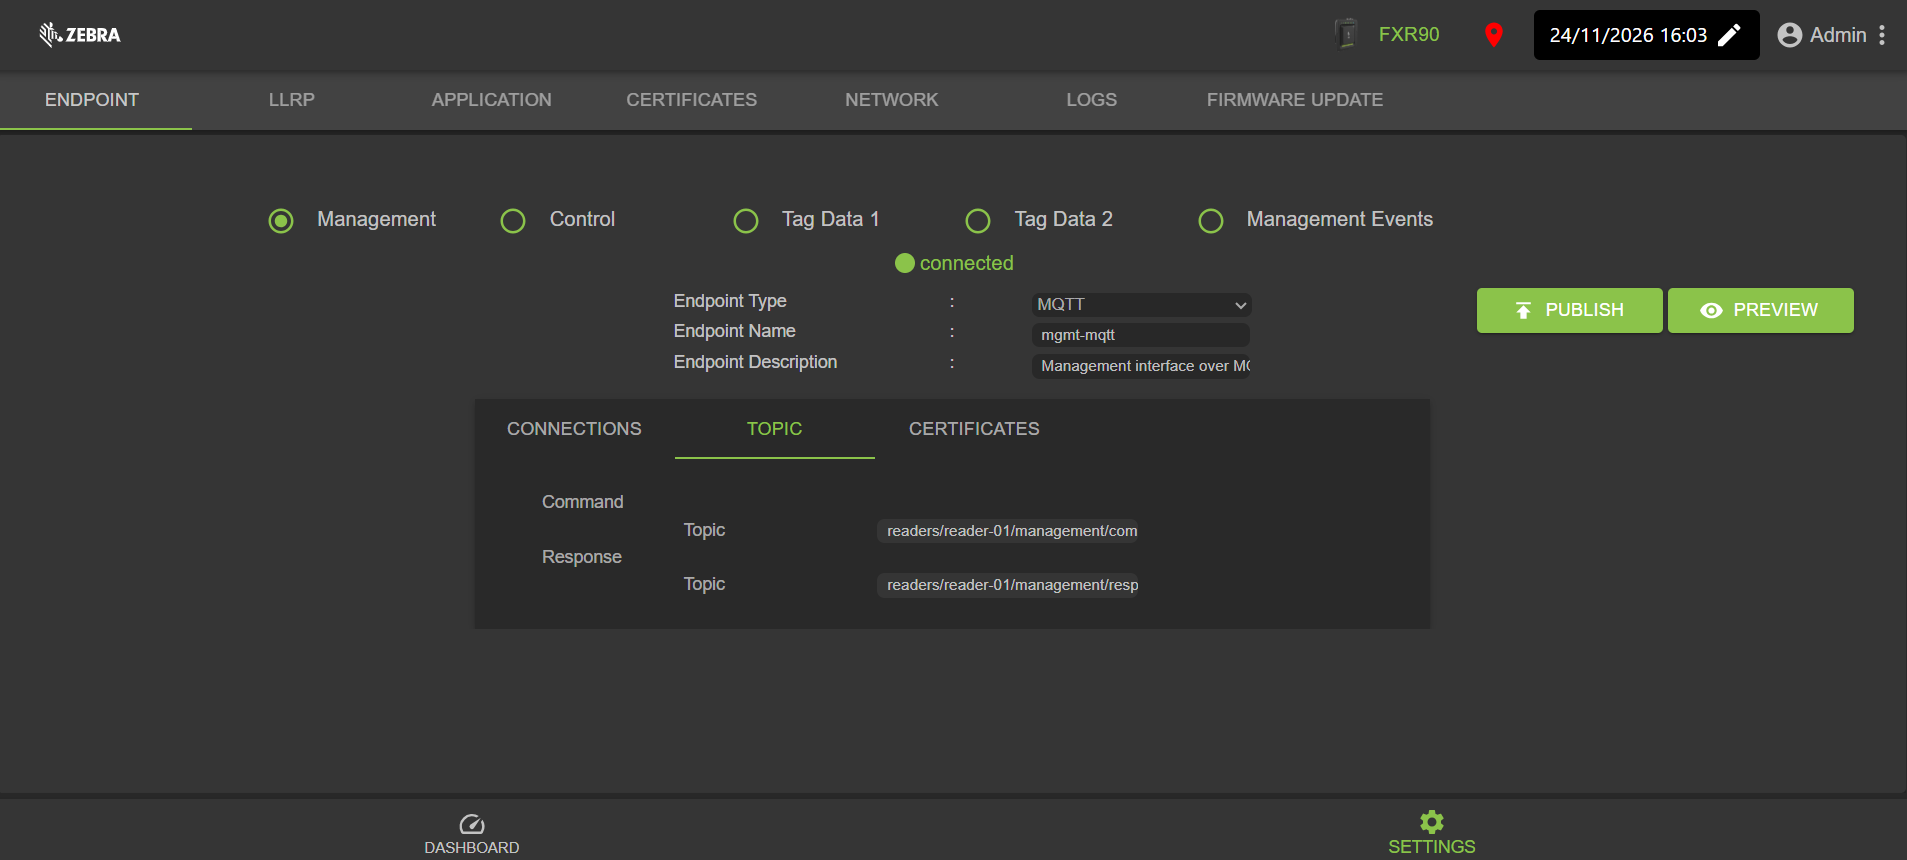 ZEBRA
FXR90
24/11/2026 16:03
Admin
ENDPOINT
LLRP
APPLICATION
CERTIFICATES
NETWORK
LOGS
FIRMWARE UPDATE
Management
Control
Tag Data 1
Tag Data 2
Management Events
connected
Endpoint Type : MQTT
Endpoint Name : mgmt-mqtt
Endpoint Description : Management interface over
PUBLISH
PREVIEW
CONNECTIONS
TOPIC
CERTIFICATES
Command
Topic readers/reader-01/management/com
Response
Topic readers/reader-01/management/resp
DASHBOARD
SETTINGS